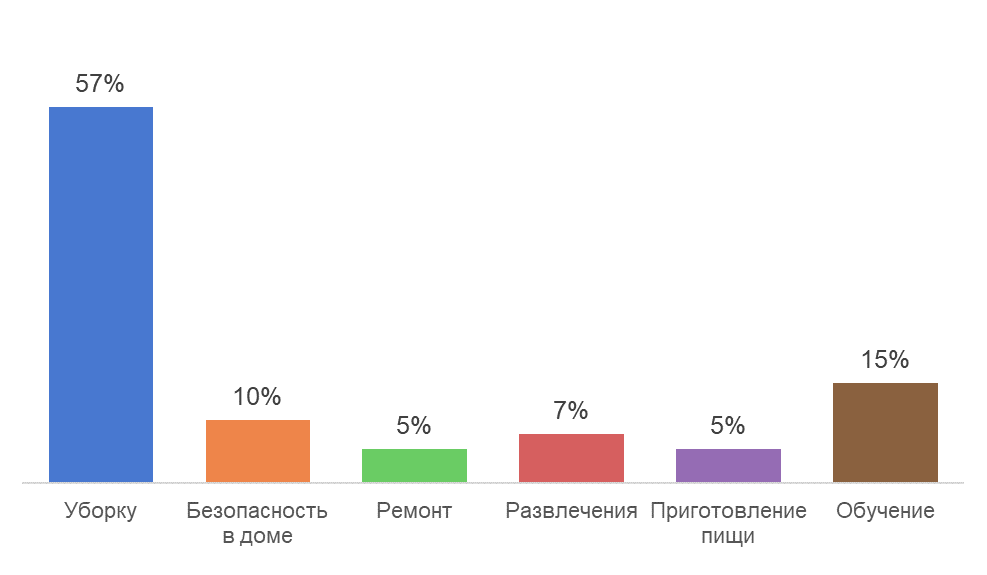 57%
10%
5%
7%
5%
15%
Уборку
Безопасность
в доме
Ремонт
Развлечения
Приготовление
пищи
Обучение